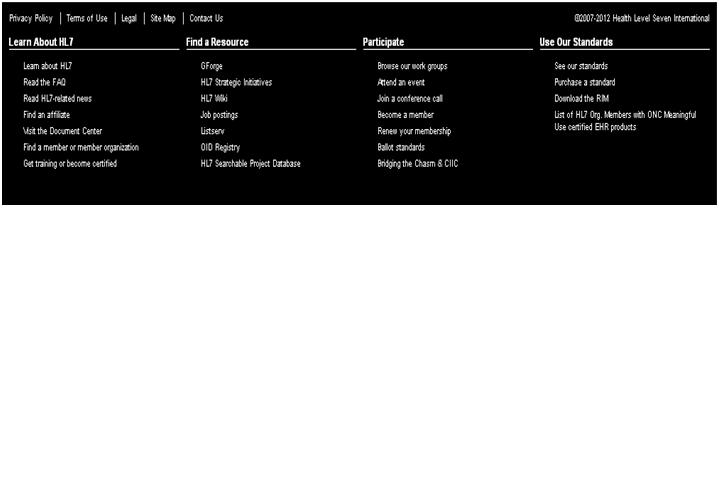 Privacy Policy | Terms of Use | Legal | Site Map | Contact Us
©2007-2012 Health Level Seven International
Learn About HL7
Learn about HL7
Read the FAQ
Read HL7-related news
Find an affiliate
Visit the Document Center
Find a member or member organization
Get training or become certified
Find a Resource
GForge
HL7 Strategic Initiatives
HL7 Wiki
Job postings
Listserv
OID Registry
HL7 Searchable Project Database
Participate
Browse our work groups
Attend an event
Join a conference call
Become a member
Renew your membership
Ballot standards
Bridging the Chasm & CIIC
Use Our Standards
See our standards
Purchase a standard
Download the RIM
List of HL7 Org. Members with ONC Meaningful
Use certified EHR products